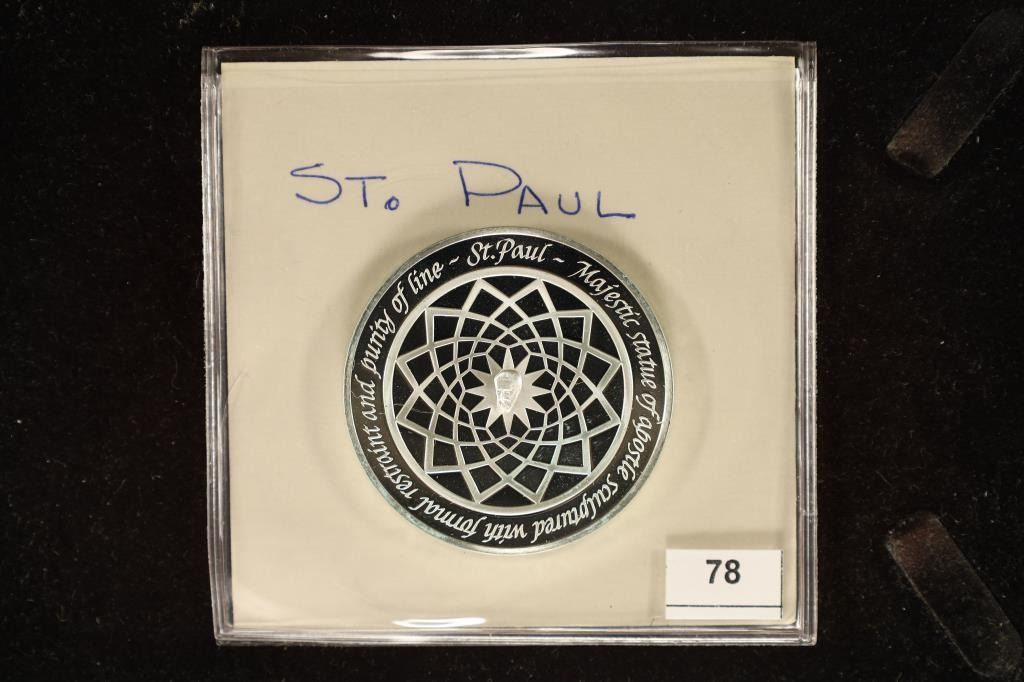 ST. PAUL
St. Paul ~ Majestic statue of apostle sculptured with formal restraint and purity of line ~
78